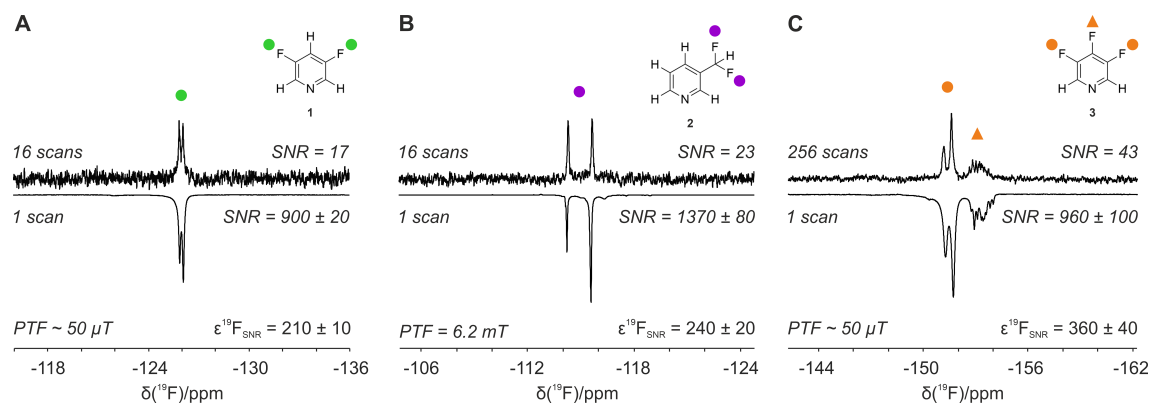 A
H
F F
H N H
1
16 scans SNR = 17
1 scan SNR = 900 ± 20
PTF ~ 50 µT ε¹⁹F_SNR = 210 ± 10
-118 -124 -130 -136
δ(¹⁹F)/ppm
B
H F H
H F
H N H
2
16 scans SNR = 23
1 scan SNR = 1370 ± 80
PTF = 6.2 mT ε¹⁹F_SNR = 240 ± 20
-106 -112 -118 -124
δ(¹⁹F)/ppm
C
F
F F
H N H
3
256 scans SNR = 43
1 scan SNR = 960 ± 100
PTF ~ 50 µT ε¹⁹F_SNR = 360 ± 40
-144 -150 -156 -162
δ(¹⁹F)/ppm